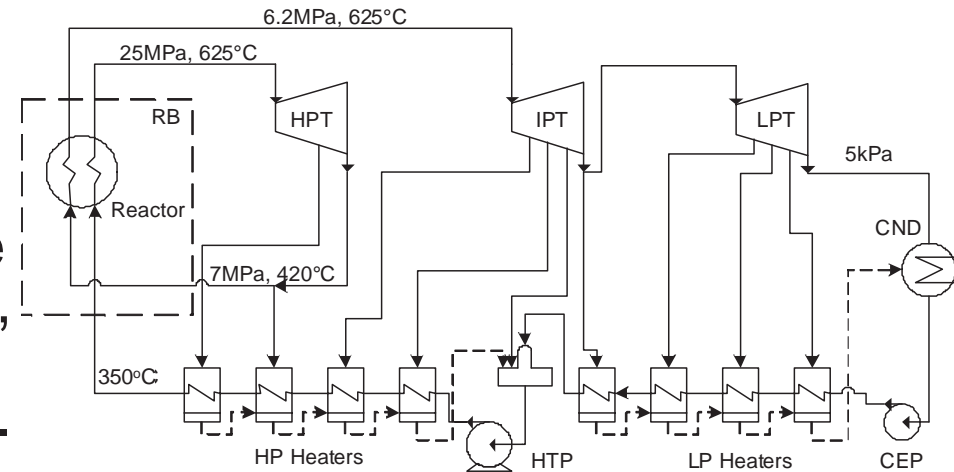 6.2MPa, 625°C
25MPa, 625°C
RB
HPT
IPT
LPT
5kPa
Reactor
CND
7MPa, 420°C
350°C
HP Heaters
HTP
LP Heaters
CEP